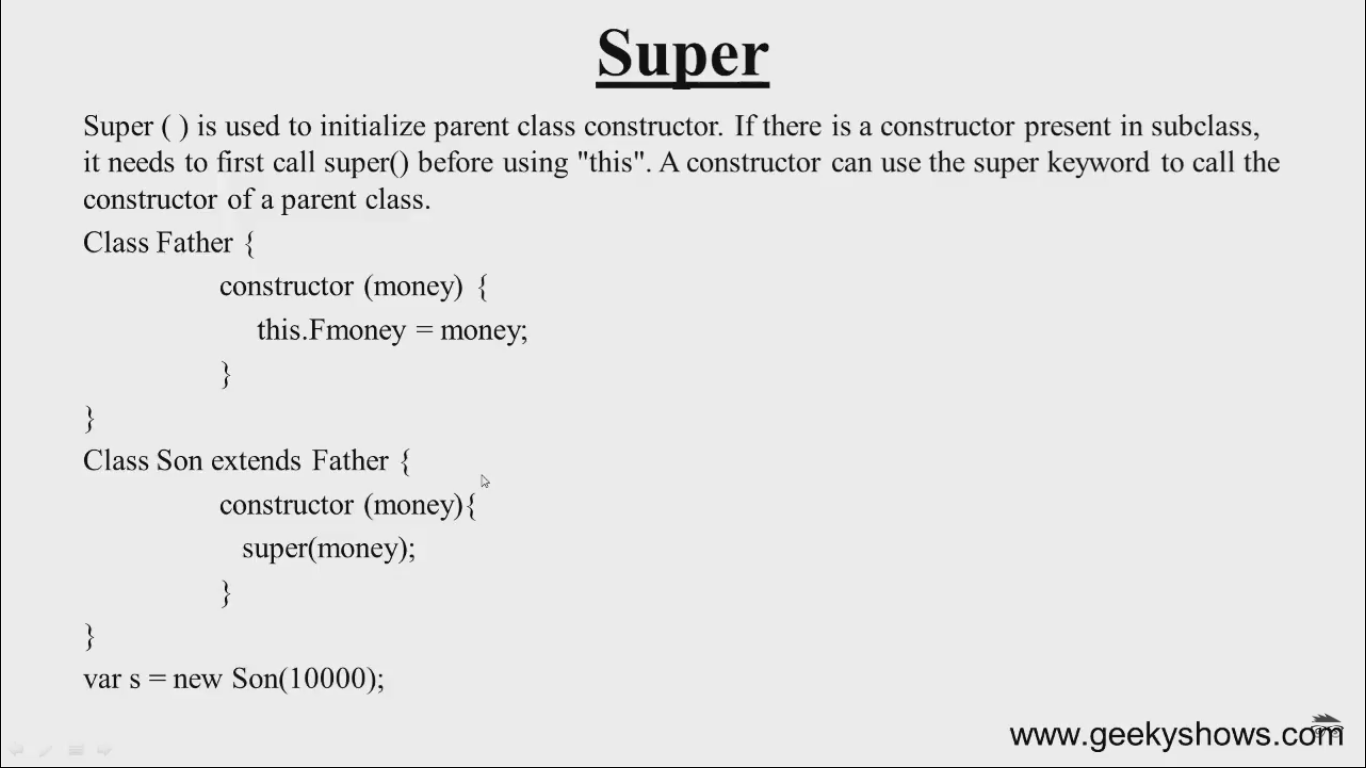 Super
Super ( ) is used to initialize parent class constructor. If there is a constructor present in subclass,
it needs to first call super() before using "this". A constructor can use the super keyword to call the
constructor of a parent class.
Class Father {
constructor (money) {
this.Fmoney = money;
}
}
Class Son extends Father {
constructor (money){
super(money);
}
}
var s = new Son(10000);
www.geekyshows.com